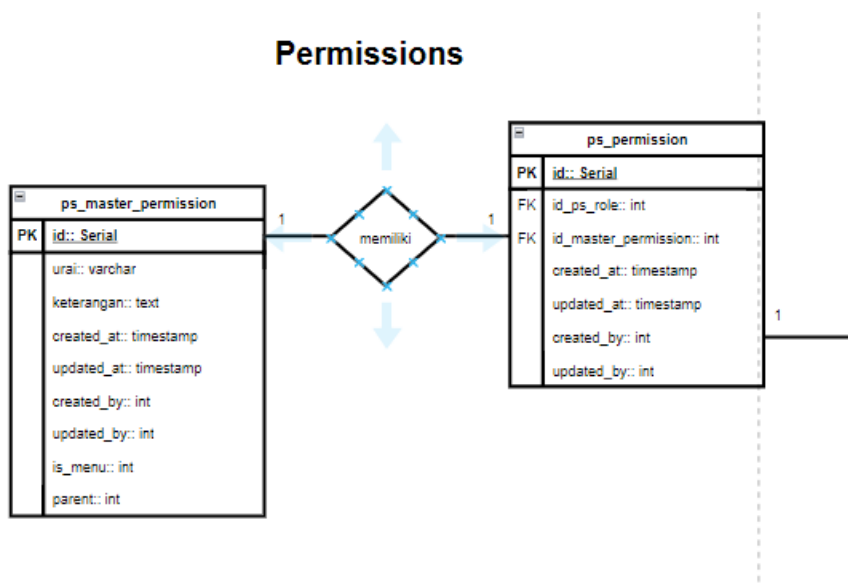 Permissions
ps_master_permission
PK id:: Serial
urai:: varchar
keterangan:: text
created_at:: timestamp
updated_at:: timestamp
created_by:: int
updated_by:: int
is_menu:: int
parent:: int
1
memiliki
1
ps_permission
PK id:: Serial
FK id_ps_role:: int
FK id_master_permission:: int
created_at:: timestamp
updated_at:: timestamp
created_by:: int
updated_by:: int
1